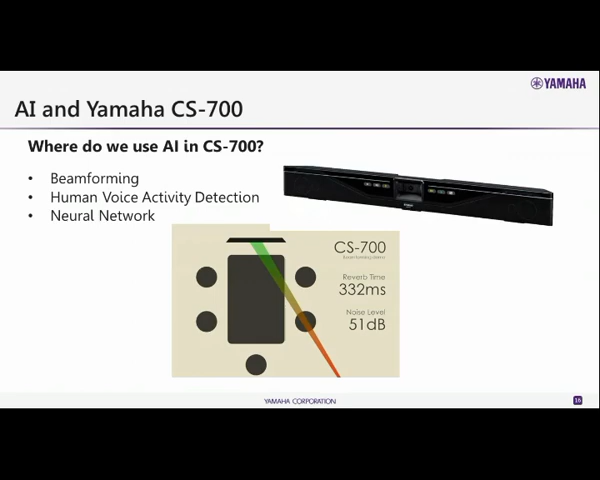 YAMAHA
AI and Yamaha CS-700
Where do we use AI in CS-700?
• Beamforming
• Human Voice Activity Detection
• Neural Network
CS-700
Reverb Time
332ms
Noise Level
51dB
YAMAHA CORPORATION
16